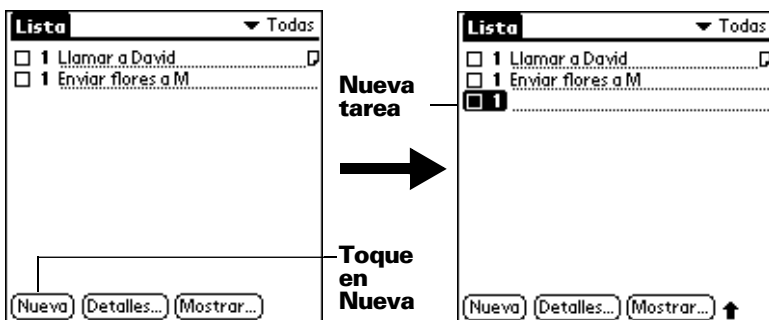 Lista
Todas
1 Llamar a David
1 Enviar flores a M
Nueva
Detalles...
Mostrar...
Nueva
tarea
Toque
en
Nueva
Lista
Todas
1 Llamar a David
1 Enviar flores a M
1
Nueva
Detalles...
Mostrar...